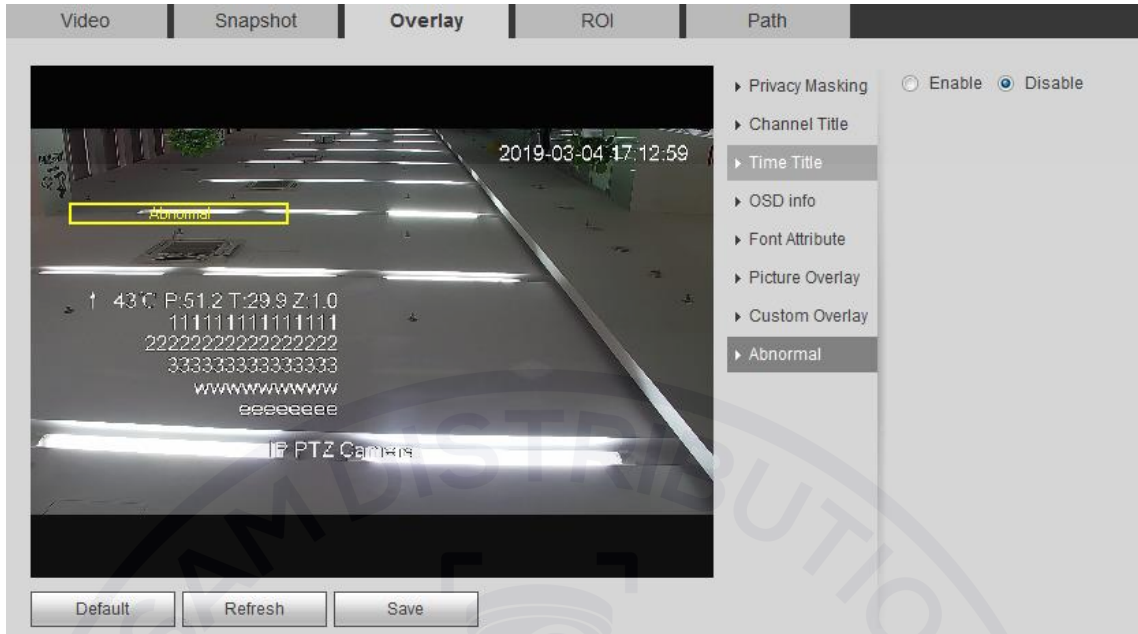 Video Snapshot Overlay ROI Path
Privacy Masking
Channel Title
Time Title
OSD info
Font Attribute
Picture Overlay
Custom Overlay
Abnormal
Enable Disable
2019-03-04 17:12:59
Abnormal
43℃ P:51.2 T:29.9 Z:1.0
111111111111111
22222222222222222
333333333333333
wwwwwwwwww
eeeeeeee
IP PTZ Camera
Default Refresh Save